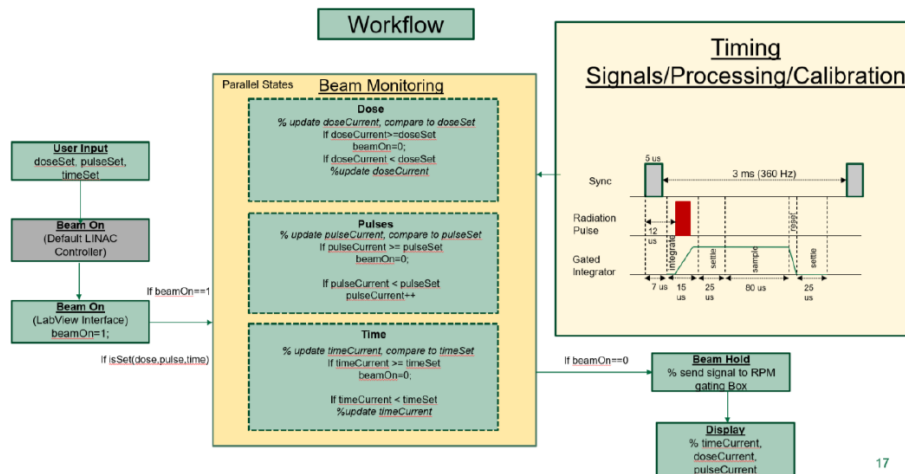 Workflow
Parallel States
Beam Monitoring
Dose
% update doseCurrent, compare to doseSet
If doseCurrent>=doseSet
beamOn=0;
If doseCurrent < doseSet
%update doseCurrent
Pulses
% update pulseCurrent, compare to pulseSet
If pulseCurrent >= pulseSet
beamOn=0;
If pulseCurrent < pulseSet
pulseCurrent++
Time
% update timeCurrent, compare to timeSet
If timeCurrent >= timeSet
beamOn=0;
If timeCurrent < timeSet
%update timeCurrent
User Input
doseSet, pulseSet,
timeSet
Beam On
(Default LINAC
Controller)
Beam On
(LabView Interface)
beamOn=1;
If beamOn==1
If isSet(dose,pulse,time)
Timing
Signals/Processing/Calibration
5 us
Sync
3 ms (360 Hz)
Radiation
Pulse
12
us
Gated
Integrator
Integrate
settle
sample
reset
settle
7 us
15
us
25
us
80 us
25
us
If beamOn==0
Beam Hold
% send signal to RPM
gating Box
Display
% timeCurrent,
doseCurrent,
pulseCurrent
17